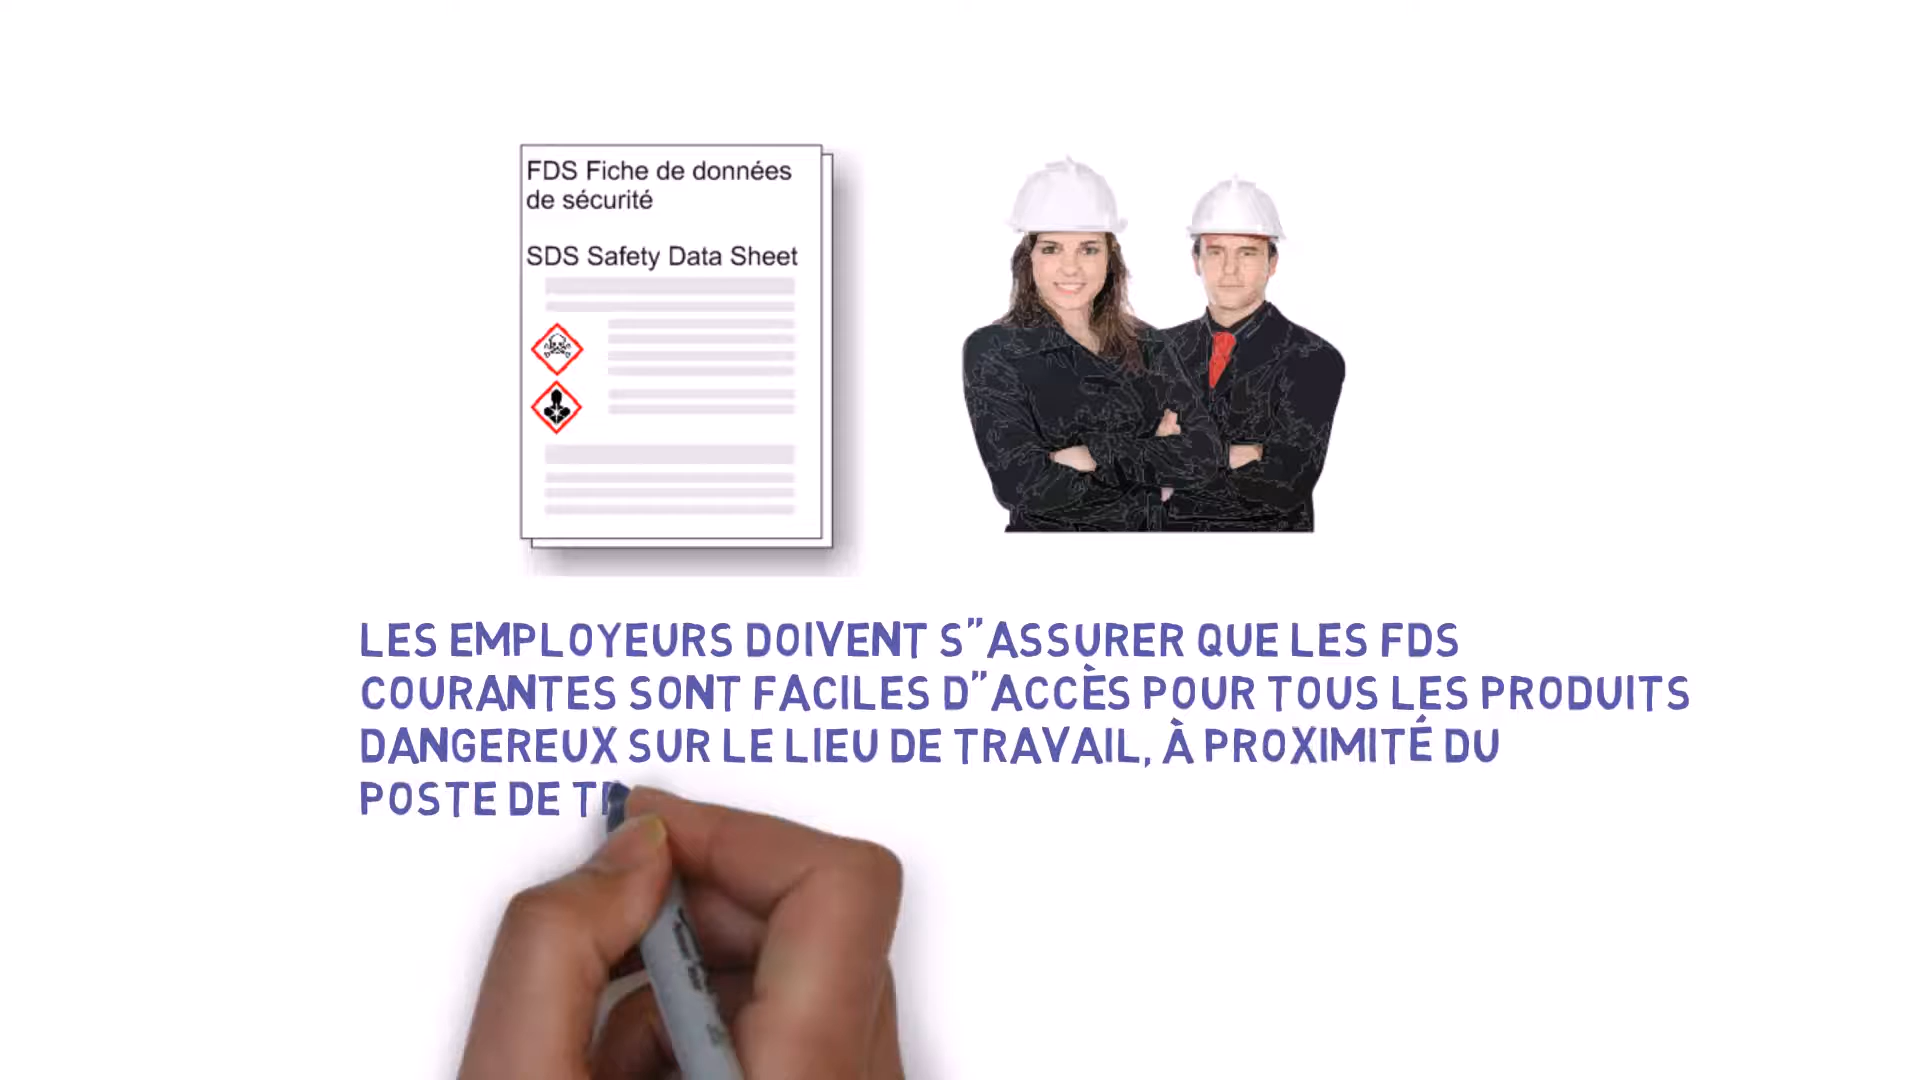 FDS Fiche de données
de sécurité
SDS Safety Data Sheet
LES EMPLOYEURS DOIVENT S"ASSURER QUE LES FDS
COURANTES SONT FACILES D"ACCÈS POUR TOUS LES PRODUITS
DANGEREUX SUR LE LIEU DE TRAVAIL, À PROXIMITÉ DU
POSTE DE